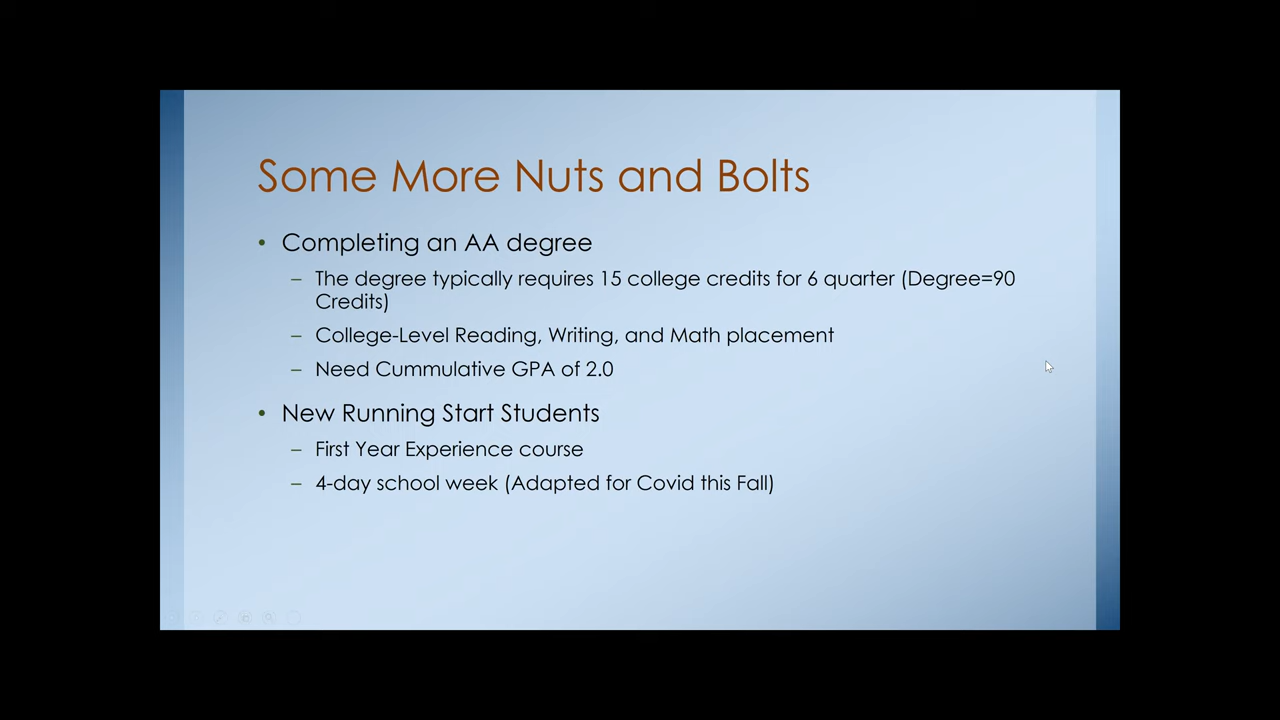 Some More Nuts and Bolts
• Completing an AA degree
– The degree typically requires 15 college credits for 6 quarter (Degree=90
Credits)
– College-Level Reading, Writing, and Math placement
– Need Cummulative GPA of 2.0
• New Running Start Students
– First Year Experience course
– 4-day school week (Adapted for Covid this Fall)